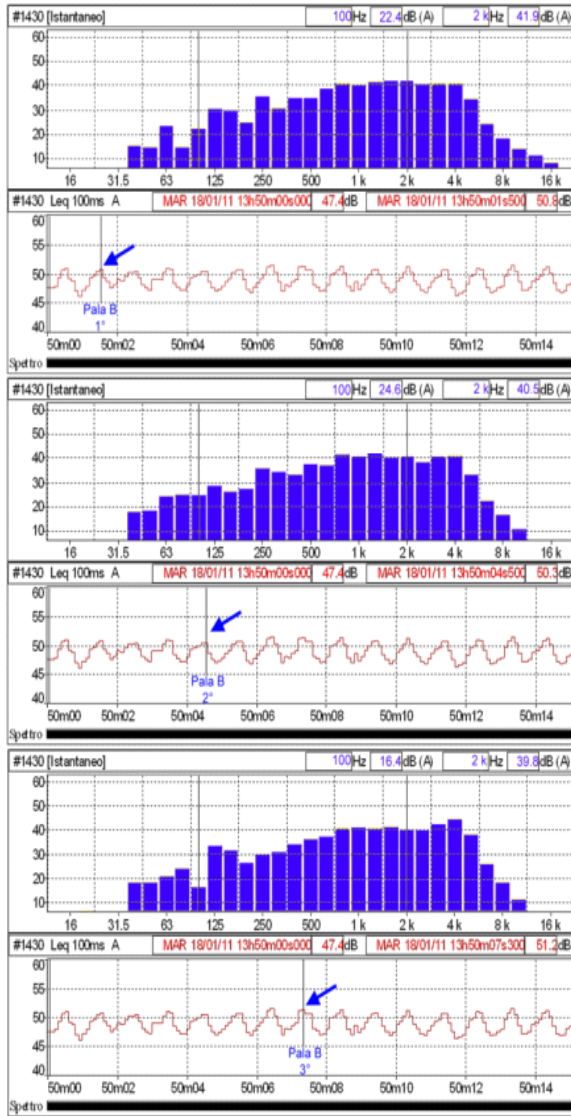 #1430 [Istantaneo] 100 Hz 22.4 dB (A) 2 k Hz 41.9 dB (A)
60
50
40
30
20
10
16 31.5 63 125 250 500 1 k 2 k 4 k 8 k 16 k
#1430 Leq 100ms A MAR 18/01/11 13h50m00s000 47.4 dB MAR 18/01/11 13h50m01s500 50.8 dB
60
55
50
45
40
Pala B
1°
50m00 50m02 50m04 50m06 50m08 50m10 50m12 50m14
Spettro
#1430 [Istantaneo] 100 Hz 24.6 dB (A) 2 k Hz 40.5 dB (A)
60
50
40
30
20
10
16 31.5 63 125 250 500 1 k 2 k 4 k 8 k 16 k
#1430 Leq 100ms A MAR 18/01/11 13h50m00s000 47.4 dB MAR 18/01/11 13h50m04s500 50.3 dB
60
55
50
45
40
Pala B
2°
50m00 50m02 50m04 50m06 50m08 50m10 50m12 50m14
Spettro
#1430 [Istantaneo] 100 Hz 16.4 dB (A) 2 k Hz 39.8 dB (A)
60
50
40
30
20
10
16 31.5 63 125 250 500 1 k 2 k 4 k 8 k 16 k
#1430 Leq 100ms A MAR 18/01/11 13h50m00s000 47.4 dB MAR 18/01/11 13h50m07s300 51.2 dB
60
55
50
45
40
Pala B
3°
50m00 50m02 50m04 50m06 50m08 50m10 50m12 50m14
Spettro